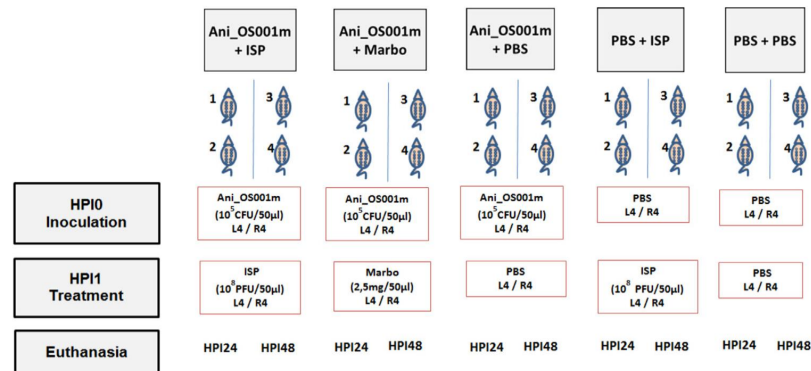 Ani_OS001m
+ ISP
Ani_OS001m
+ Marbo
Ani_OS001m
+ PBS
PBS + ISP
PBS + PBS
1 3 1 3 1 3 1 3 1 3
2 4 2 4 2 4 2 4 2 4
HPI0
Inoculation
Ani_OS001m
(10⁵CFU/50µl)
L4 / R4
Ani_OS001m
(10⁵CFU/50µl)
L4 / R4
Ani_OS001m
(10⁵CFU/50µl)
L4 / R4
PBS
L4 / R4
PBS
L4 / R4
HPI1
Treatment
ISP
(10⁸PFU/50µl)
L4 / R4
Marbo
(2,5mg/50µl)
L4 / R4
PBS
L4 / R4
ISP
(10⁸ PFU/50µl)
L4 / R4
PBS
L4 / R4
Euthanasia
HPI24 HPI48 HPI24 HPI48 HPI24 HPI48 HPI24 HPI48 HPI24 HPI48